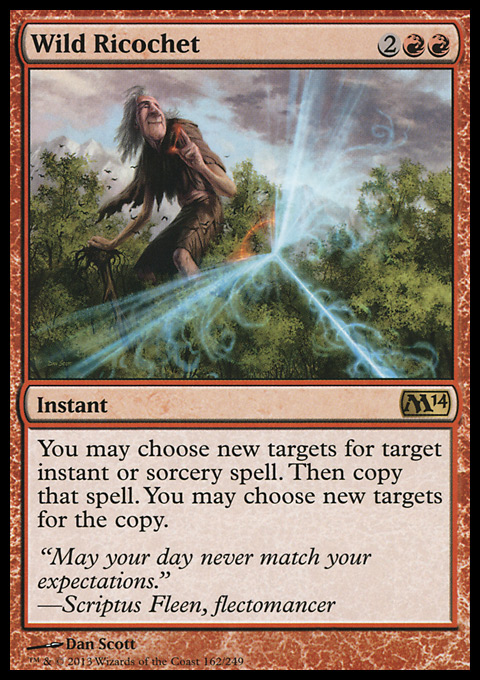 Wild Ricochet 2
Instant M14
You may choose new targets for target
instant or sorcery spell. Then copy
that spell. You may choose new targets
for the copy.
“May your day never match your
expectations.”
—Scriptus Fleen, flectomancer
Dan Scott
™ & © 2013 Wizards of the Coast 162/249